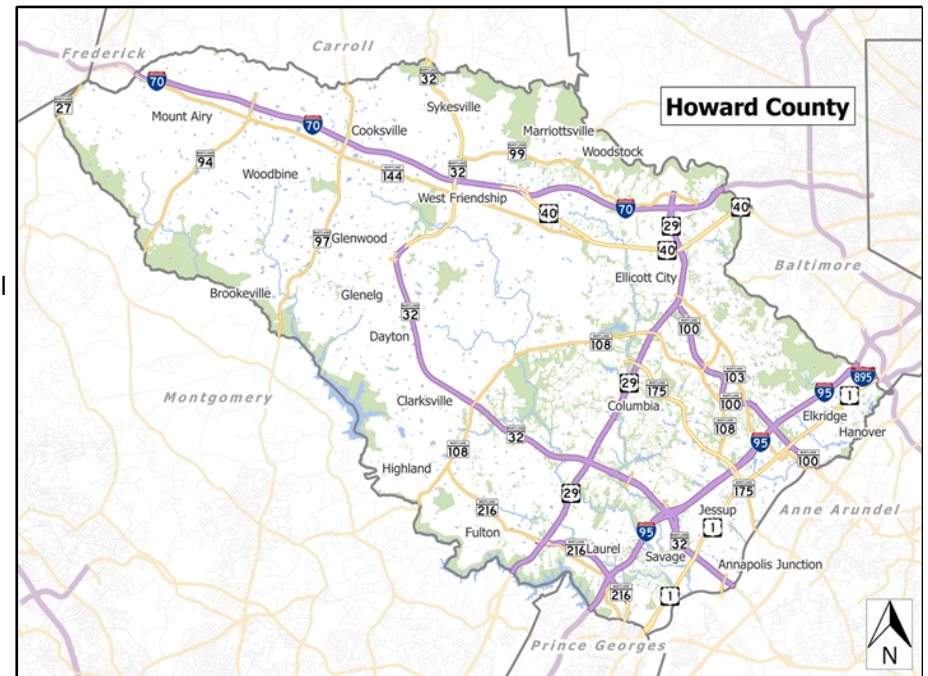 Frederick
Carroll
70
MARYLAND
32
27
Sykesville
Howard County
Mount Airy
70
Cooksville
Marriottsville
99
Woodstock
94
Woodbine
144
32
West Friendship
40
70
40
29
97
Glenwood
40
Ellicott City
Baltimore
l
Brookeville
Glenelg
32
Dayton
108
100
103
895
95
1
Montgomery
Clarksville
29
175
Columbia
100
Elkridge
108
Hanover
32
95
108
100
Highland
29
175
216
Jessup
Anne Arundel
Fulton
1
95
216
Laurel
Savage
32
Annapolis Junction
216
1
Prince Georges
N